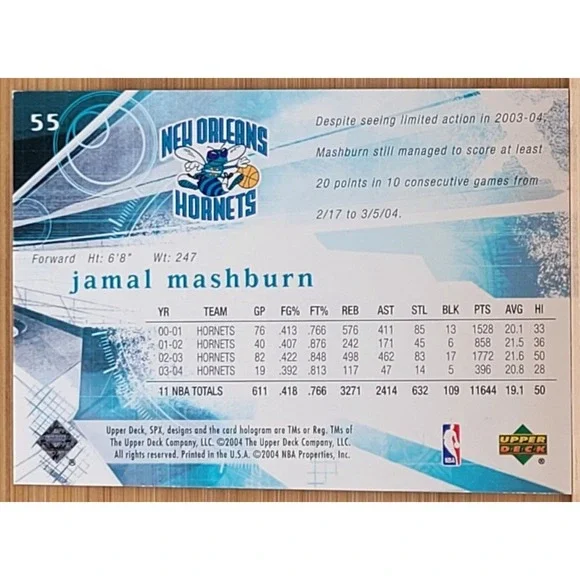 55
NEW ORLEANS
HORNETS
Despite seeing limited action in 2003-04,
Mashburn still managed to score at least
20 points in 10 consecutive games from
2/17 to 3/5/04.
Forward Ht: 6'8" Wt: 247
jamal mashburn
YR TEAM GP FG% FT% REB AST STL BLK PTS AVG HI
00-01 HORNETS 76 .413 .766 576 411 85 13 1528 20.1 33
01-02 HORNETS 40 .407 .876 242 171 45 6 858 21.5 36
02-03 HORNETS 82 .422 .848 498 462 83 17 1772 21.6 50
03-04 HORNETS 19 .392 .813 117 47 14 5 396 20.8 28
11 NBA TOTALS 611 .418 .766 3271 2414 632 109 11644 19.1 50
Upper Deck, SPX, designs and the card hologram are TMs or Reg. TMs of
The Upper Deck Company, LLC. ©2004 The Upper Deck Company, LLC.
All rights reserved. Printed in the U.S.A. ©2004 NBA Properties, Inc.
NBA
UPPER
DECK
®